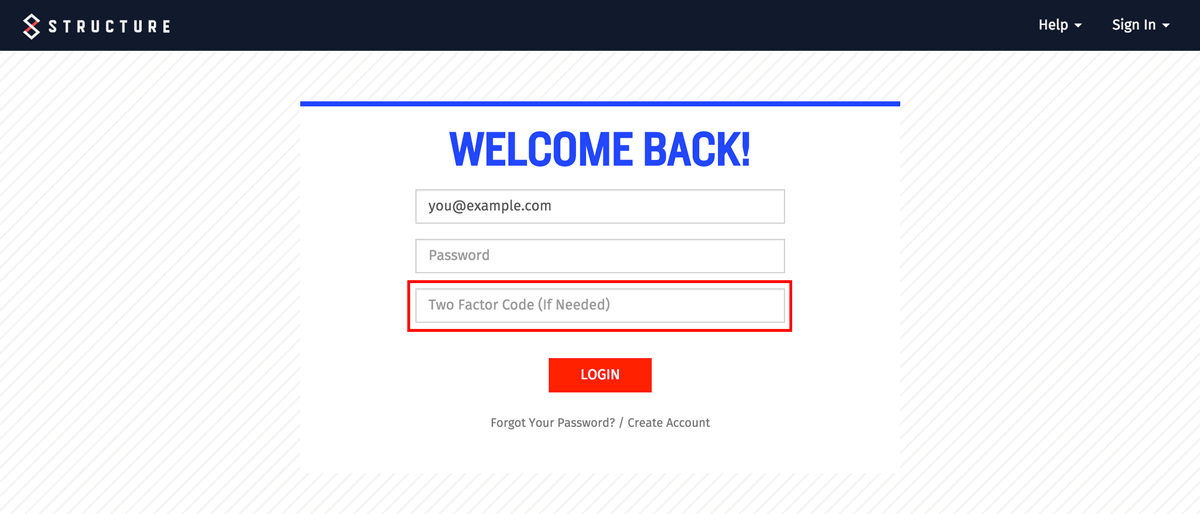 STRUCTURE Help Sign In
WELCOME BACK!
you@example.com
Password
Two Factor Code (If Needed)
LOGIN
Forgot Your Password? / Create Account